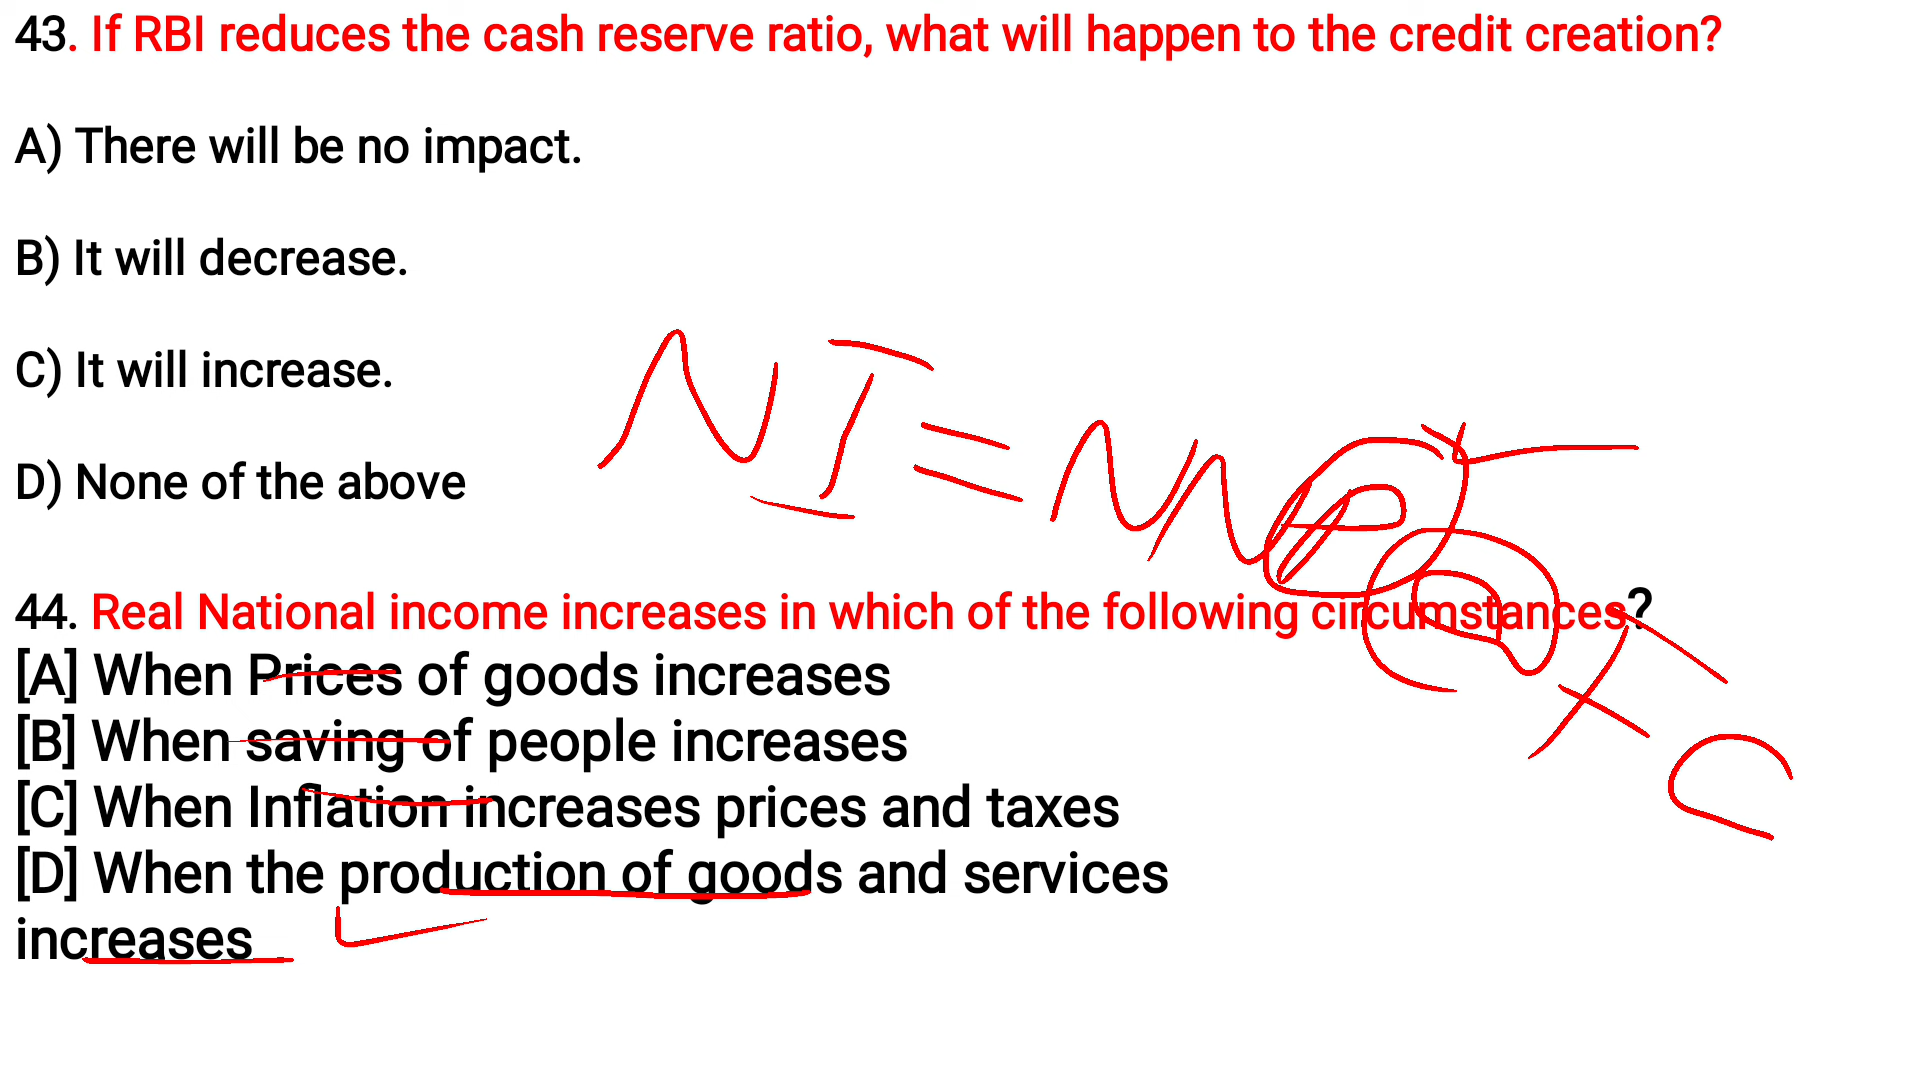 43. If RBI reduces the cash reserve ratio, what will happen to the credit creation?
A) There will be no impact.
B) It will decrease.
C) It will increase.
NI = NNP FC
D) None of the above
44. Real National income increases in which of the following circumstances?
[A] When Prices of goods increases
[B] When saving of people increases
[C] When Inflation increases prices and taxes
[D] When the production of goods and services
increases